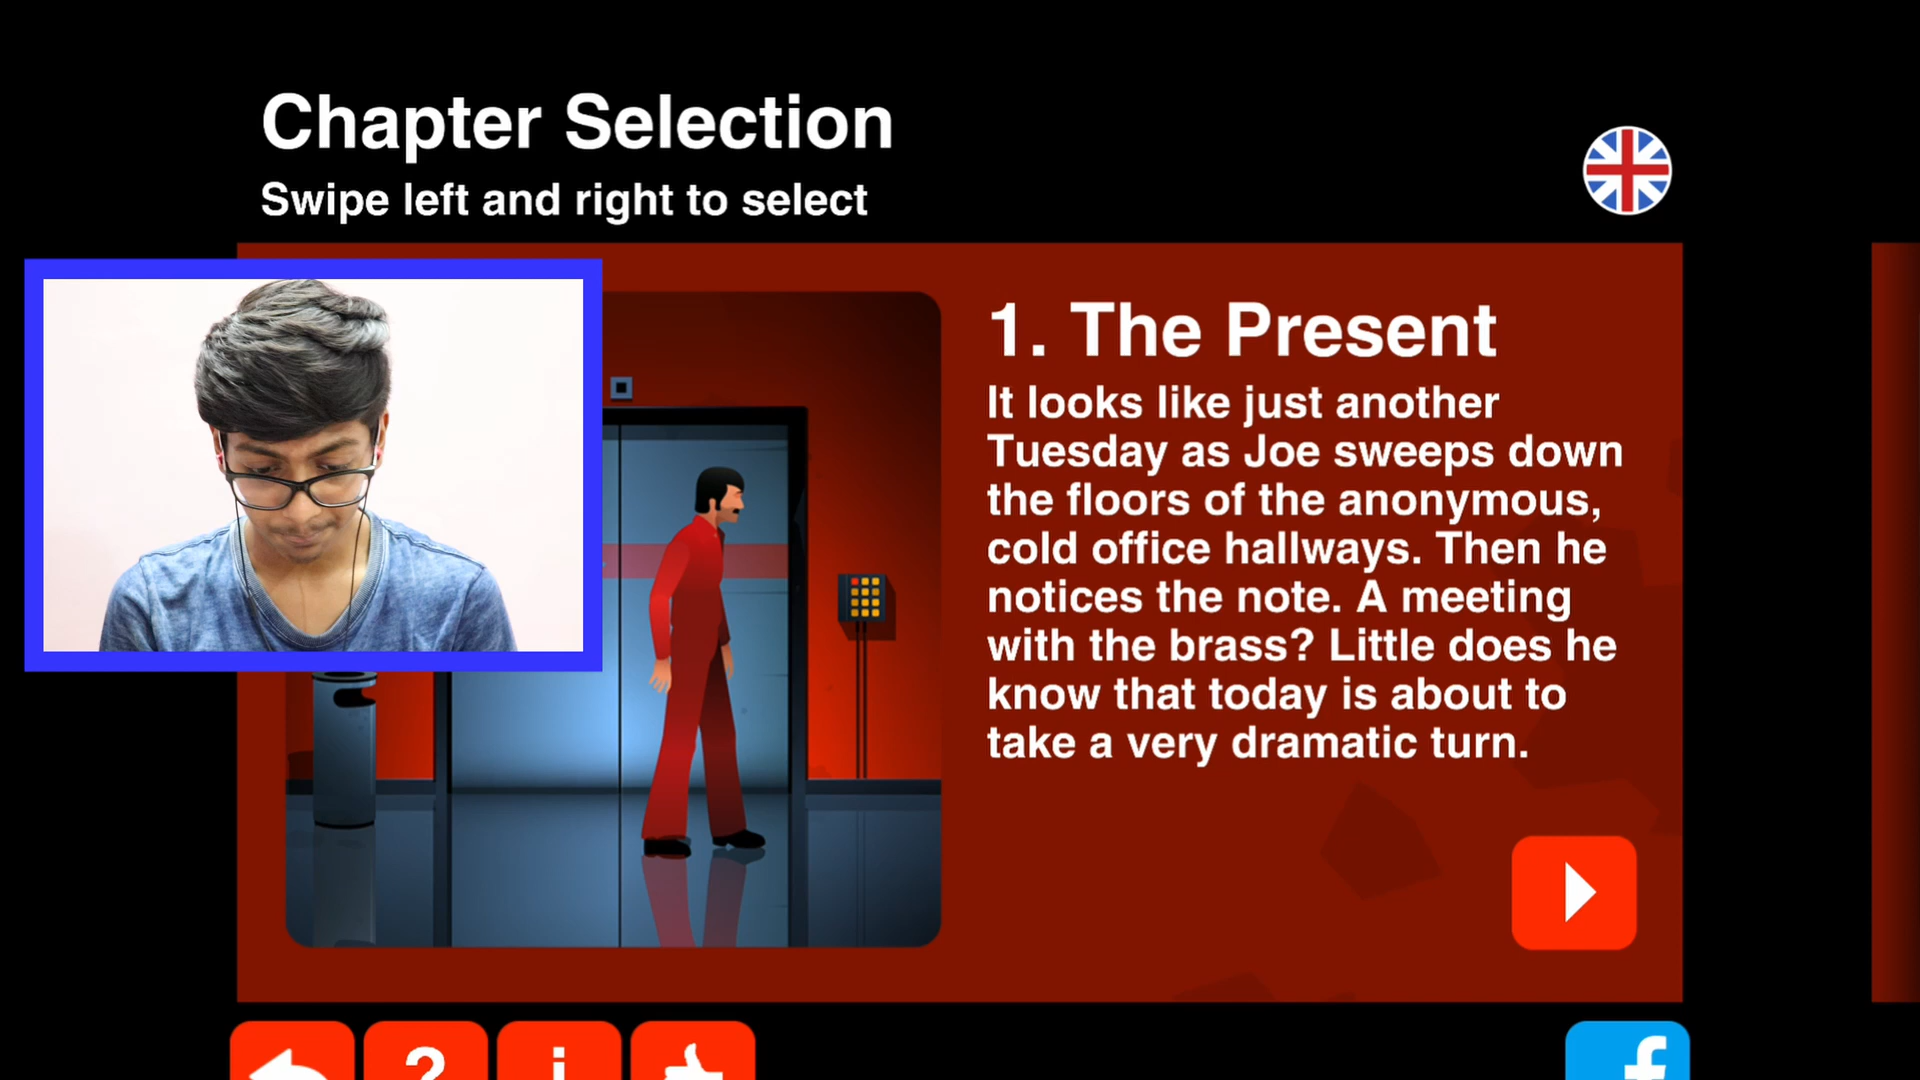 Chapter Selection
Swipe left and right to select
1. The Present
It looks like just another
Tuesday as Joe sweeps down
the floors of the anonymous,
cold office hallways. Then he
notices the note. A meeting
with the brass? Little does he
know that today is about to
take a very dramatic turn.
? i f